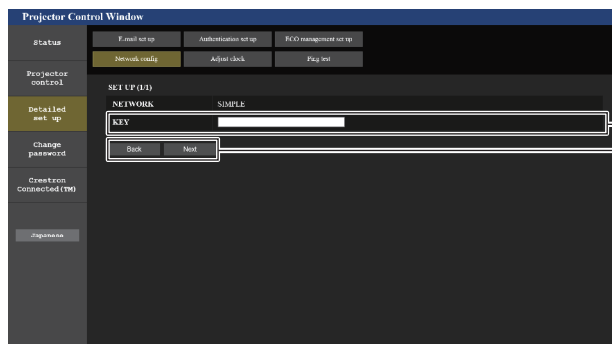 Projector Control Window
Status
E-mail set up
Authentication set up
ECO management set up
Network config
Adjust clock
Ping test
Projector
control
SET UP (1/1)
NETWORK SIMPLE
KEY
Detailed
set up
Back Next
Change
password
Crestron
Connected(TM)
Japanese